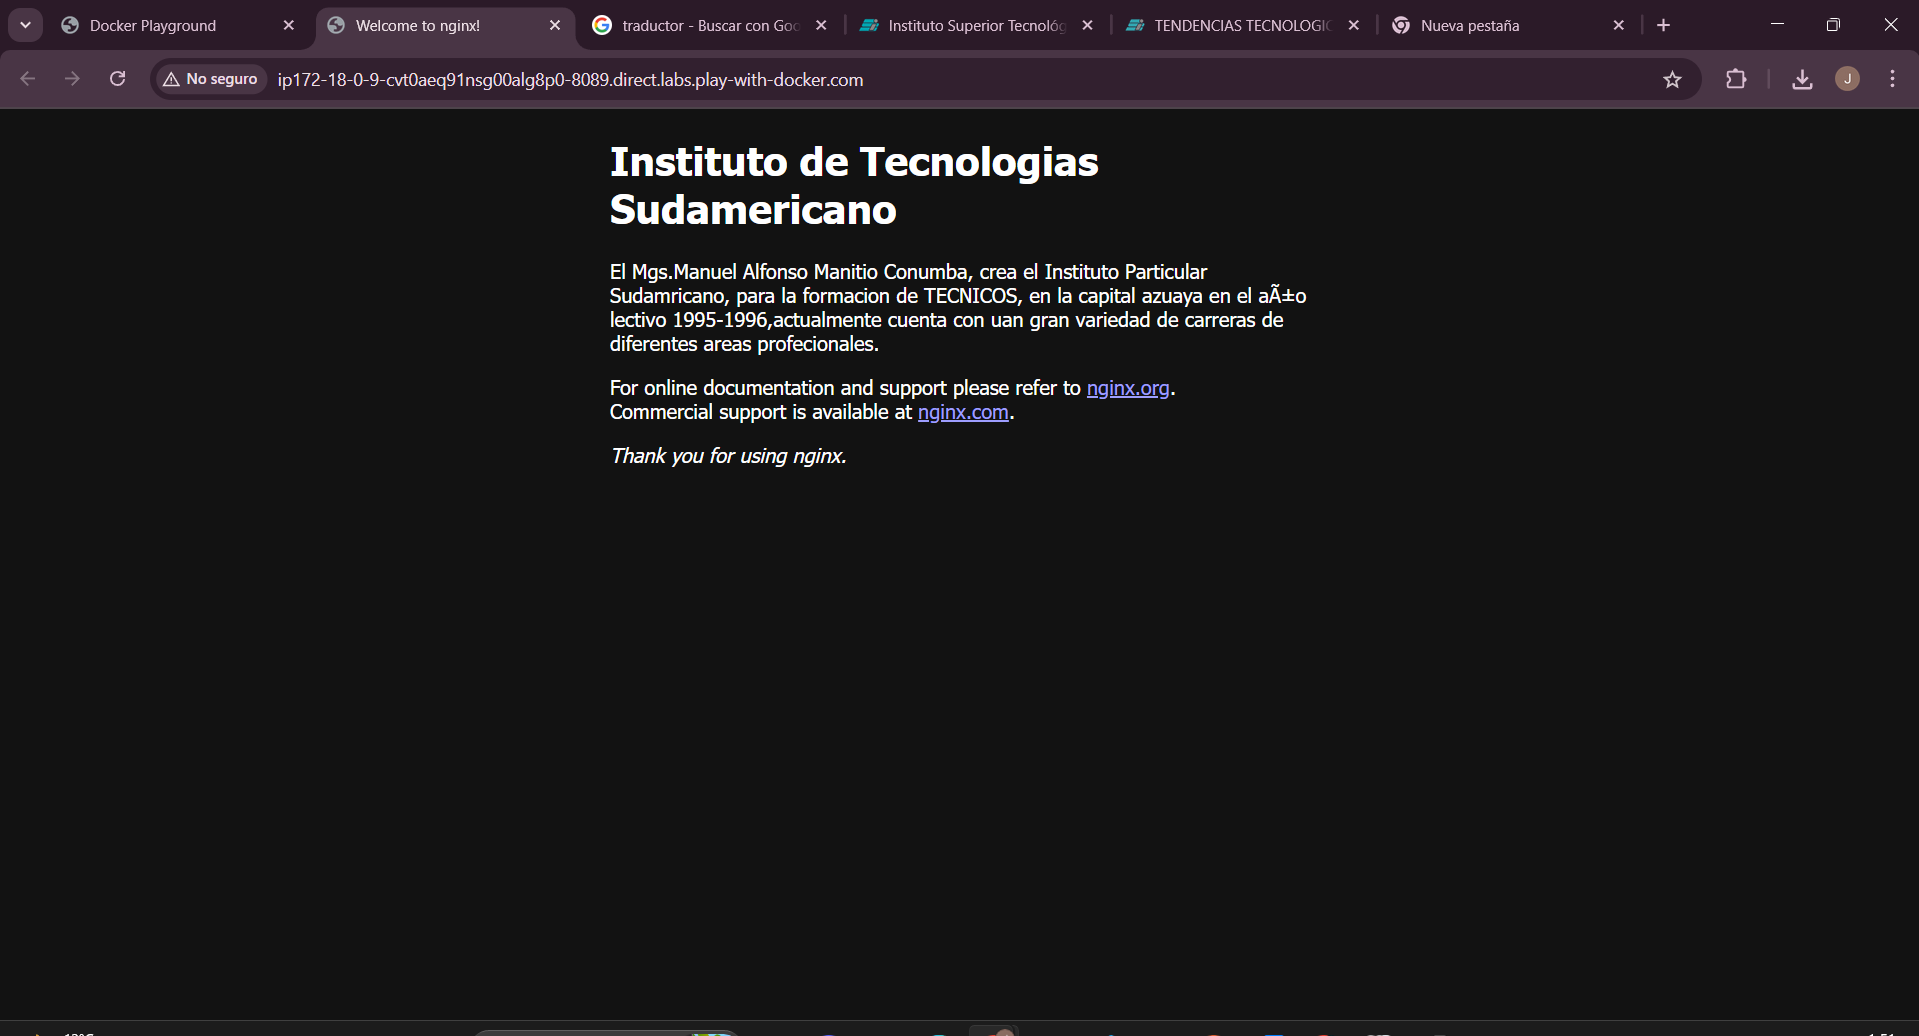 Docker Playground
Welcome to nginx!
traductor - Buscar con Goo
Instituto Superior Tecnológ
TENDENCIAS TECNOLOGIC
Nueva pestaña
No seguro
ip172-18-0-9-cvt0aeq91nsg00alg8p0-8089.direct.labs.play-with-docker.com
J
Instituto de Tecnologias
Sudamericano
El Mgs.Manuel Alfonso Manitio Conumba, crea el Instituto Particular
Sudamricano, para la formacion de TECNICOS, en la capital azuaya en el aÃ±o
lectivo 1995-1996,actualmente cuenta con uan gran variedad de carreras de
diferentes areas profecionales.
For online documentation and support please refer to nginx.org.
Commercial support is available at nginx.com.
Thank you for using nginx.